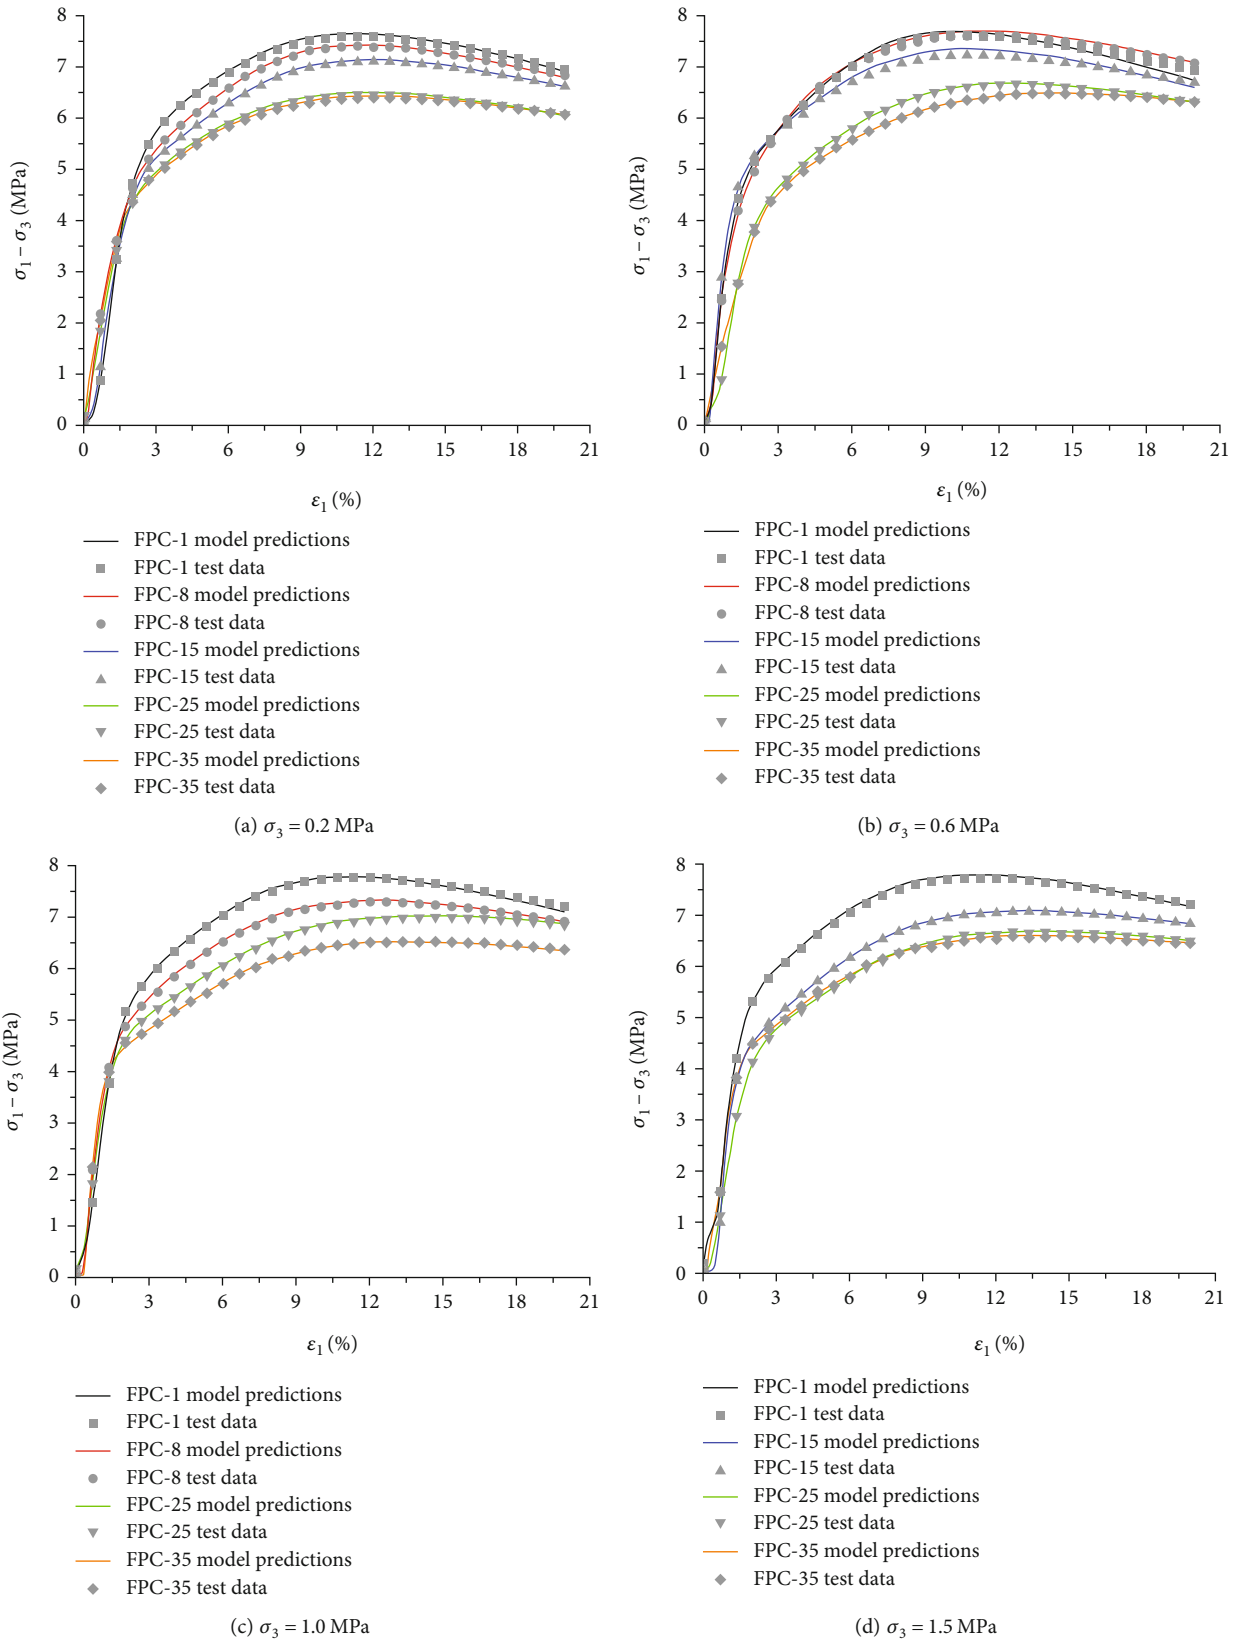 8
7
6
5
4
3
2
1
0
σ1 – σ3 (MPa)
0 3 6 9 12 15 18 21
ε1 (%)
FPC-1 model predictions
FPC-1 test data
FPC-8 model predictions
FPC-8 test data
FPC-15 model predictions
FPC-15 test data
FPC-25 model predictions
FPC-25 test data
FPC-35 model predictions
FPC-35 test data
(a) σ3 = 0.2 MPa
8
7
6
5
4
3
2
1
0
σ1 – σ3 (MPa)
0 3 6 9 12 15 18 21
ε1 (%)
FPC-1 model predictions
FPC-1 test data
FPC-8 model predictions
FPC-8 test data
FPC-15 model predictions
FPC-15 test data
FPC-25 model predictions
FPC-25 test data
FPC-35 model predictions
FPC-35 test data
(b) σ3 = 0.6 MPa
8
7
6
5
4
3
2
1
0
σ1 – σ3 (MPa)
0 3 6 9 12 15 18 21
ε1 (%)
FPC-1 model predictions
FPC-1 test data
FPC-8 model predictions
FPC-8 test data
FPC-25 model predictions
FPC-25 test data
FPC-35 model predictions
FPC-35 test data
(c) σ3 = 1.0 MPa
8
7
6
5
4
3
2
1
0
σ1 – σ3 (MPa)
0 3 6 9 12 15 18 21
ε1 (%)
FPC-1 model predictions
FPC-1 test data
FPC-15 model predictions
FPC-15 test data
FPC-25 model predictions
FPC-25 test data
FPC-35 model predictions
FPC-35 test data
(d) σ3 = 1.5 MPa